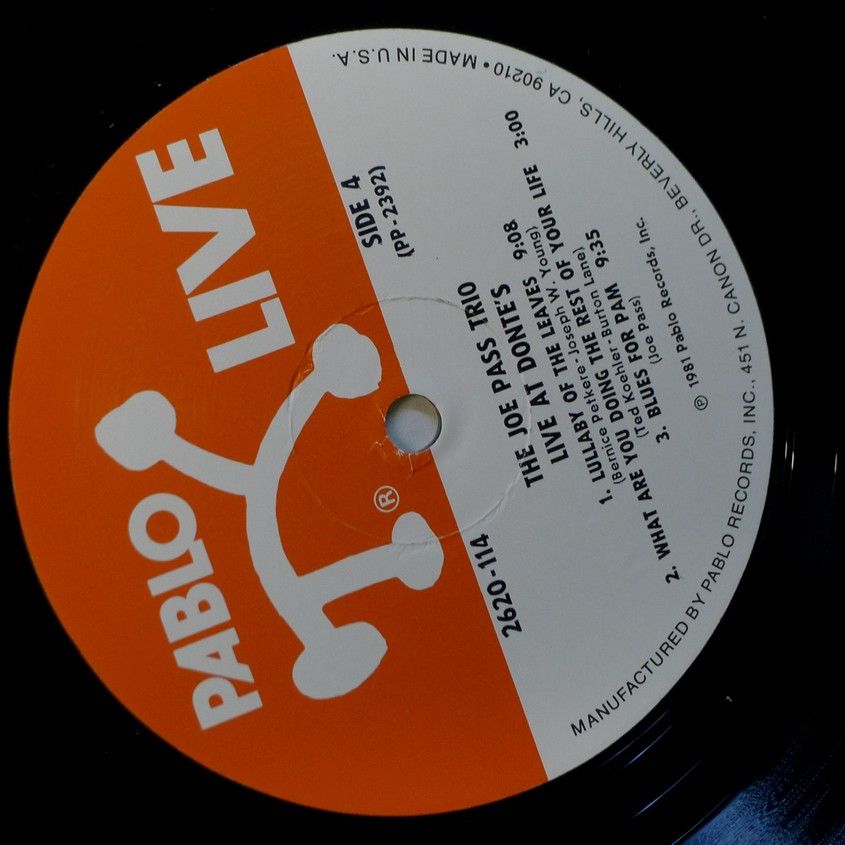 PABLO LIVE
®
2620-114
SIDE 4
(PP-2392)
THE JOE PASS TRIO
LIVE AT DONTE'S
1. LULLABY OF THE LEAVES 9:08
(Bernice Petkere-Joseph W. Young)
2. WHAT ARE YOU DOING THE REST OF YOUR LIFE 3:00
(Ted Koehler-Burton Lane)
3. BLUES FOR PAM 9:35
(Joe Pass)
℗ 1981 Pablo Records, Inc.
MANUFACTURED BY PABLO RECORDS, INC., 451 N. CANON DR., BEVERLY HILLS, CA 90210 • MADE IN U.S.A.